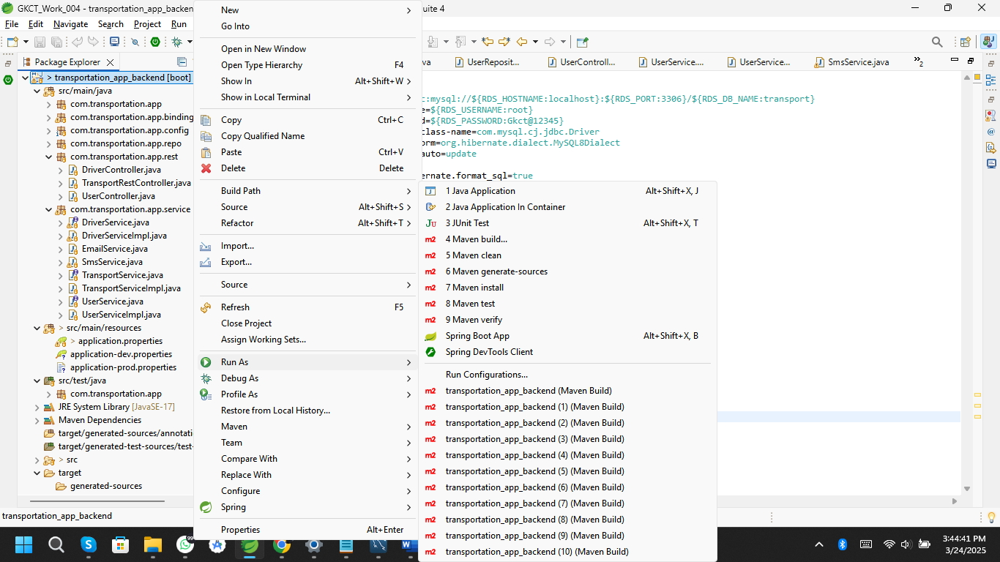 GKCT_Work_004 - transportation_app_backen
uite 4
File Edit Navigate Search Project Run
Package Explorer
transportation_app_backend [boot]
src/main/java
com.transportation.app
com.transportation.app.binding
com.transportation.app.config
com.transportation.app.repo
com.transportation.app.rest
DriverController.java
TransportRestController.java
UserController.java
com.transportation.app.service
DriverService.java
DriverServiceImpl.java
EmailService.java
SmsService.java
TransportService.java
TransportServiceImpl.java
UserService.java
UserServiceImpl.java
> src/main/resources
> application.properties
application-dev.properties
application-prod.properties
src/test/java
com.transportation.app
JRE System Library [JavaSE-17]
Maven Dependencies
target/generated-sources/annotati
target/generated-test-sources/test-
> src
target
generated-sources
transportation_app_backend
New
Go Into
Open in New Window
Open Type Hierarchy F4
Show In Alt+Shift+W
Show in Local Terminal
Copy Ctrl+C
Copy Qualified Name
Paste Ctrl+V
Delete Delete
Build Path
Source Alt+Shift+S
Refactor Alt+Shift+T
Import...
Export...
Source
Refresh F5
Close Project
Assign Working Sets...
Run As
Debug As
Profile As
Restore from Local History...
Maven
Team
Compare With
Replace With
Configure
Spring
Properties Alt+Enter
va UserReposit... UserControll... UserService.... UserService... SmsService.java »2
c:mysql://${RDS_HOSTNAME:localhost}:${RDS_PORT:3306}/${RDS_DB_NAME:transport}
e=${RDS_USERNAME:root}
d=${RDS_PASSWORD:Gkct@12345}
class-name=com.mysql.cj.jdbc.Driver
orm=org.hibernate.dialect.MySQL8Dialect
auto=update
ernate.format_sql=true
1 Java Application Alt+Shift+X, J
2 Java Application In Container
3 JUnit Test Alt+Shift+X, T
4 Maven build...
5 Maven clean
6 Maven generate-sources
7 Maven install
8 Maven test
9 Maven verify
Spring Boot App Alt+Shift+X, B
Spring DevTools Client
Run Configurations...
transportation_app_backend (Maven Build)
transportation_app_backend (1) (Maven Build)
transportation_app_backend (2) (Maven Build)
transportation_app_backend (3) (Maven Build)
transportation_app_backend (4) (Maven Build)
transportation_app_backend (5) (Maven Build)
transportation_app_backend (6) (Maven Build)
transportation_app_backend (7) (Maven Build)
transportation_app_backend (8) (Maven Build)
transportation_app_backend (9) (Maven Build)
transportation_app_backend (10) (Maven Build)
3:44:41 PM
3/24/2025